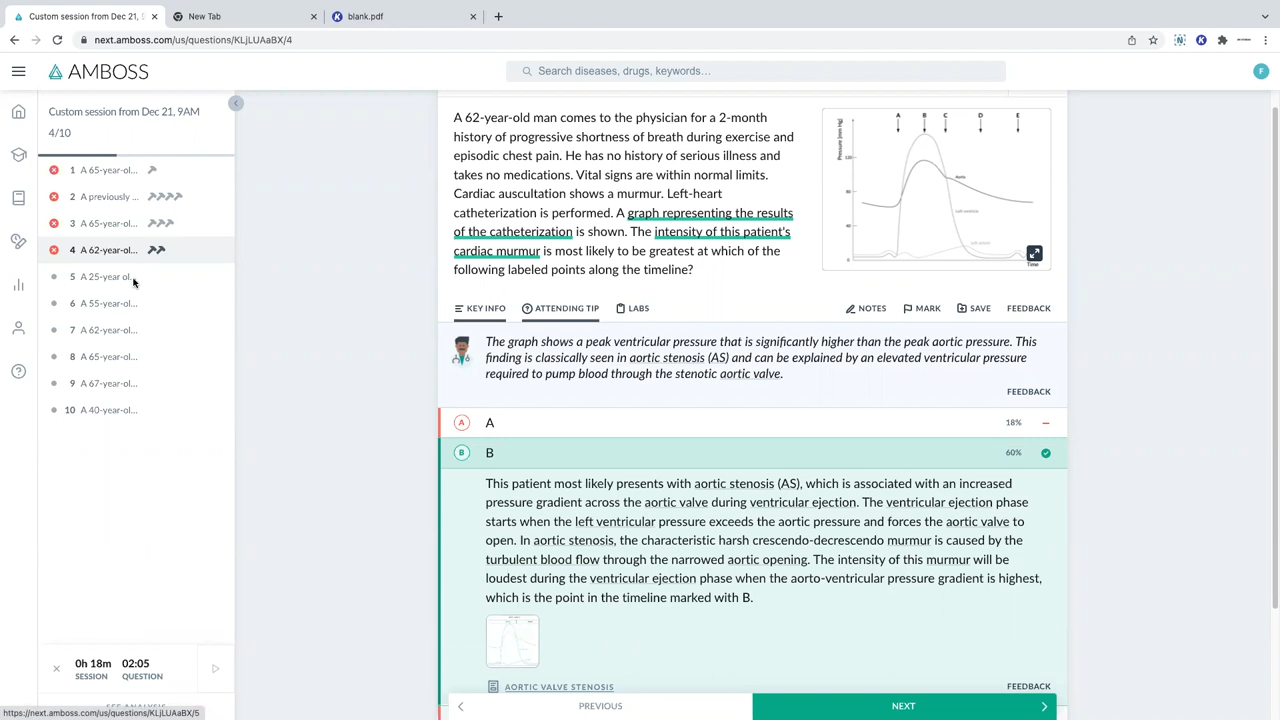 Custom session from Dec 21, 9
New Tab
blank.pdf
next.amboss.com/us/questions/KLjLUAaBX/4
AMBOSS
Search diseases, drugs, keywords…
F
Custom session from Dec 21, 9AM
4/10
1 A 65-year-ol...
2 A previously ...
3 A 65-year-ol...
4 A 62-year-ol...
5 A 25-year ol...
6 A 55-year-ol...
7 A 62-year-ol...
8 A 65-year-ol...
9 A 67-year-ol...
10 A 40-year-ol...
0h 18m 02:05
SESSION QUESTION
https://next.amboss.com/us/questions/KLjLUAaBX/5
A 62-year-old man comes to the physician for a 2-month
history of progressive shortness of breath during exercise and
episodic chest pain. He has no history of serious illness and
takes no medications. Vital signs are within normal limits.
Cardiac auscultation shows a murmur. Left-heart
catheterization is performed. A graph representing the results
of the catheterization is shown. The intensity of this patient's
cardiac murmur is most likely to be greatest at which of the
following labeled points along the timeline?
A B C D E
Pressure (mm Hg)
120
80
40
0
Aorta
Left ventricle
Left atrium
Time
KEY INFO ATTENDING TIP LABS NOTES MARK SAVE FEEDBACK
The graph shows a peak ventricular pressure that is significantly higher than the peak aortic pressure. This
finding is classically seen in aortic stenosis (AS) and can be explained by an elevated ventricular pressure
required to pump blood through the stenotic aortic valve.
FEEDBACK
A A 18%
B B 60%
This patient most likely presents with aortic stenosis (AS), which is associated with an increased
pressure gradient across the aortic valve during ventricular ejection. The ventricular ejection phase
starts when the left ventricular pressure exceeds the aortic pressure and forces the aortic valve to
open. In aortic stenosis, the characteristic harsh crescendo-decrescendo murmur is caused by the
turbulent blood flow through the narrowed aortic opening. The intensity of this murmur will be
loudest during the ventricular ejection phase when the aorto-ventricular pressure gradient is highest,
which is the point in the timeline marked with B.
AORTIC VALVE STENOSIS FEEDBACK
PREVIOUS NEXT